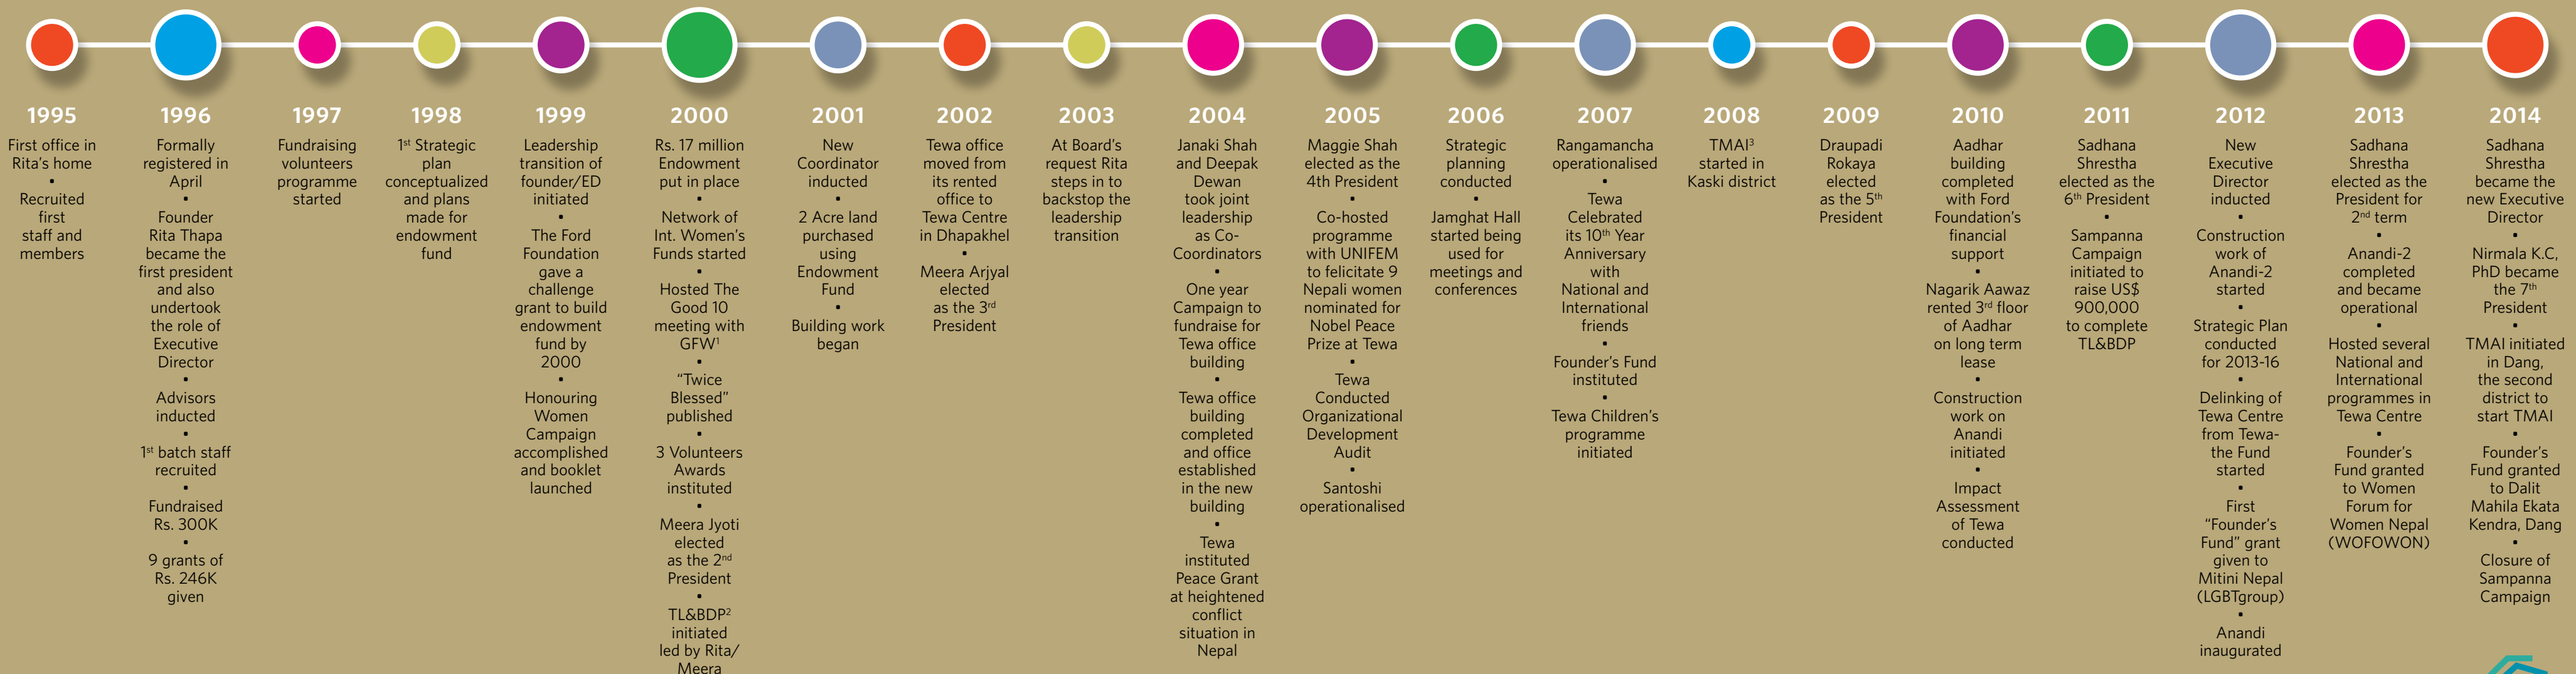 1995
First office in
Rita's home
•
Recruited
first
staff and
members
1996
Formally
registered in
April
•
Founder
Rita Thapa
became the
first president
and also
undertook
the role of
Executive
Director
•
Advisors
inducted
•
1st batch staff
recruited
•
Fundraised
Rs. 300K
•
9 grants of
Rs. 246K
given
1997
Fundraising
volunteers
programme
started
1998
1st Strategic
plan
conceptualized
and plans
made for
endowment
fund
1999
Leadership
transition of
founder/ED
initiated
•
The Ford
Foundation
gave a
challenge
grant to build
endowment
fund by
2000
•
Honouring
Women
Campaign
accomplished
and booklet
launched
2000
Rs. 17 million
Endowment
put in place
•
Network of
Int. Women's
Funds started
•
Hosted The
Good 10
meeting with
GFW1
•
“Twice
Blessed”
published
•
3 Volunteers
Awards
instituted
•
Meera Jyoti
elected
as the 2nd
President
•
TL&BDP2
initiated
led by Rita/
Meera
2001
New
Coordinator
inducted
•
2 Acre land
purchased
using
Endowment
Fund
•
Building work
began
2002
Tewa office
moved from
its rented
office to
Tewa Centre
in Dhapakhel
•
Meera Arjyal
elected
as the 3rd
President
2003
At Board's
request Rita
steps in to
backstop the
leadership
transition
2004
Janaki Shah
and Deepak
Dewan
took joint
leadership
as Co-
Coordinators
•
One year
Campaign to
fundraise for
Tewa office
building
•
Tewa office
building
completed
and office
established
in the new
building
•
Tewa
instituted
Peace Grant
at heightened
conflict
situation in
Nepal
2005
Maggie Shah
elected as the
4th President
•
Co-hosted
programme
with UNIFEM
to felicitate 9
Nepali women
nominated for
Nobel Peace
Prize at Tewa
•
Tewa
Conducted
Organizational
Development
Audit
•
Santoshi
operationalised
2006
Strategic
planning
conducted
•
Jamghat Hall
started being
used for
meetings and
conferences
2007
Rangamancha
operationalised
•
Tewa
Celebrated
its 10th Year
Anniversary
with
National and
International
friends
•
Founder's Fund
instituted
•
Tewa Children's
programme
initiated
2008
TMAI3
started in
Kaski district
2009
Draupadi
Rokaya
elected
as the 5th
President
2010
Aadhar
building
completed
with Ford
Foundation's
financial
support
•
Nagarik Aawaz
rented 3rd floor
of Aadhar
on long term
lease
•
Construction
work on
Anandi
initiated
•
Impact
Assessment
of Tewa
conducted
2011
Sadhana
Shrestha
elected as the
6th President
•
Sampanna
Campaign
initiated to
raise US$
900,000
to complete
TL&BDP
2012
New
Executive
Director
inducted
•
Construction
work of
Anandi-2
started
•
Strategic Plan
conducted
for 2013-16
•
Delinking of
Tewa Centre
from Tewa-
the Fund
started
•
First
“Founder's
Fund” grant
given to
Mitini Nepal
(LGBTgroup)
•
Anandi
inaugurated
2013
Sadhana
Shrestha
elected as the
President for
2nd term
•
Anandi-2
completed
and became
operational
•
Hosted several
National and
International
programmes in
Tewa Centre
•
Founder's
Fund granted
to Women
Forum for
Women Nepal
(WOFOWON)
2014
Sadhana
Shrestha
became the
new Executive
Director
•
Nirmala K.C,
PhD became
the 7th
President
•
TMAI initiated
in Dang,
the second
district to
start TMAI
•
Founder's
Fund granted
to Dalit
Mahila Ekata
Kendra, Dang
•
Closure of
Sampanna
Campaign